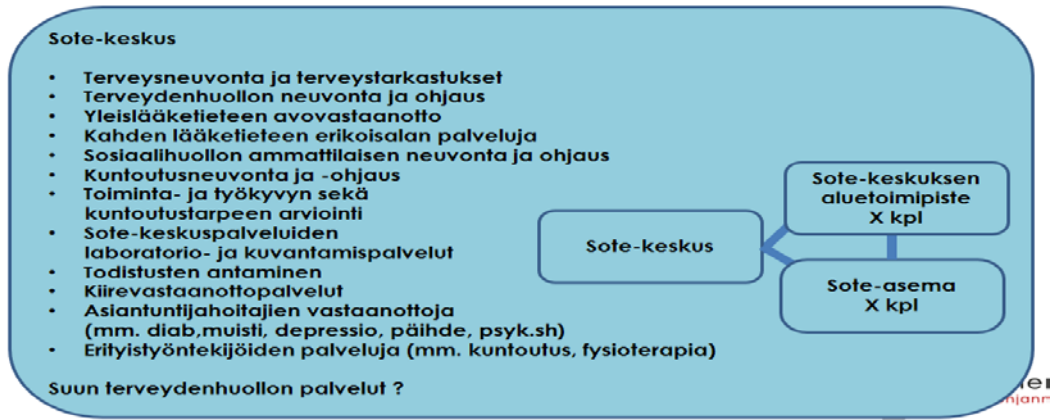 Sote-keskus
• Terveysneuvonta ja terveystarkastukset
• Terveydenhuollon neuvonta ja ohjaus
• Yleislääketieteen avovastaanotto
• Kahden lääketieteen erikoisalan palveluja
• Sosiaalihuollon ammattilaisen neuvonta ja ohjaus
• Kuntoutusneuvonta ja -ohjaus
• Toiminta- ja työkyvyn sekä
kuntoutustarpeen arviointi
• Sote-keskuspalveluiden
laboratorio- ja kuvantamispalvelut
• Todistusten antaminen
• Kiirevastaanottopalvelut
• Asiantuntijahoitajien vastaanottoja
(mm. diab,muisti, depressio, päihde, psyk.sh)
• Erityistyöntekijöiden palveluja (mm. kuntoutus, fysioterapia)
Suun terveydenhuollon palvelut ?
Sote-keskus
Sote-keskuksen
aluetoimipiste
X kpl
Sote-asema
X kpl